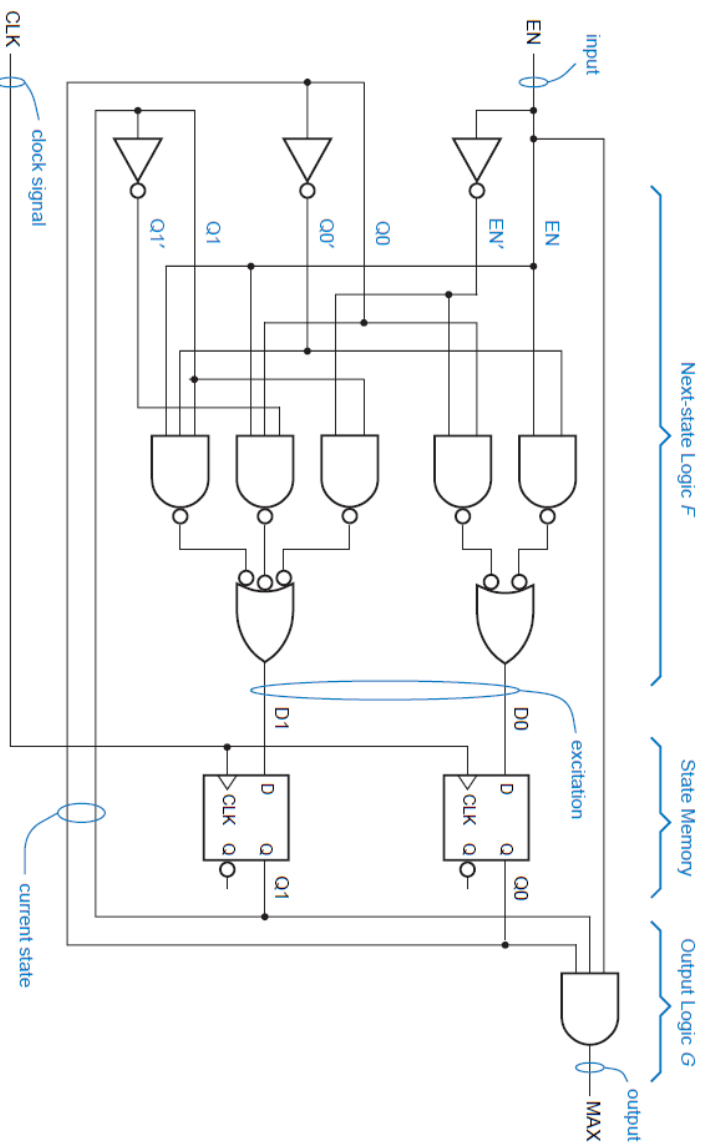 Next-state Logic F
State Memory
Output Logic G
output
input
MAX
excitation
EN
EN
D0
Q0
D Q
EN′
CLK Q
Q0
Q0′
D1
Q1
D Q
CLK Q
Q1
Q1′
clock signal
current state
CLK